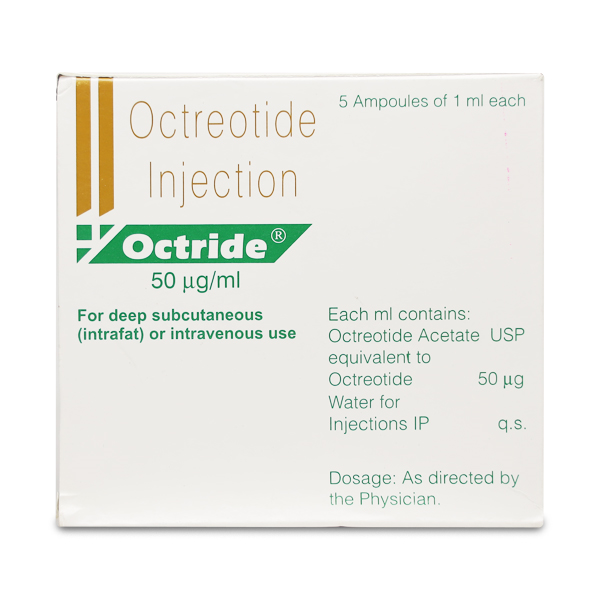 5 Ampoules of 1 ml each
Octreotide
Injection
Octride®
50 µg/ml
For deep subcutaneous
(intrafat) or intravenous use
Each ml contains:
Octreotide Acetate USP
equivalent to
Octreotide 50 µg
Water for
Injections IP q.s.
Dosage: As directed by
the Physician.